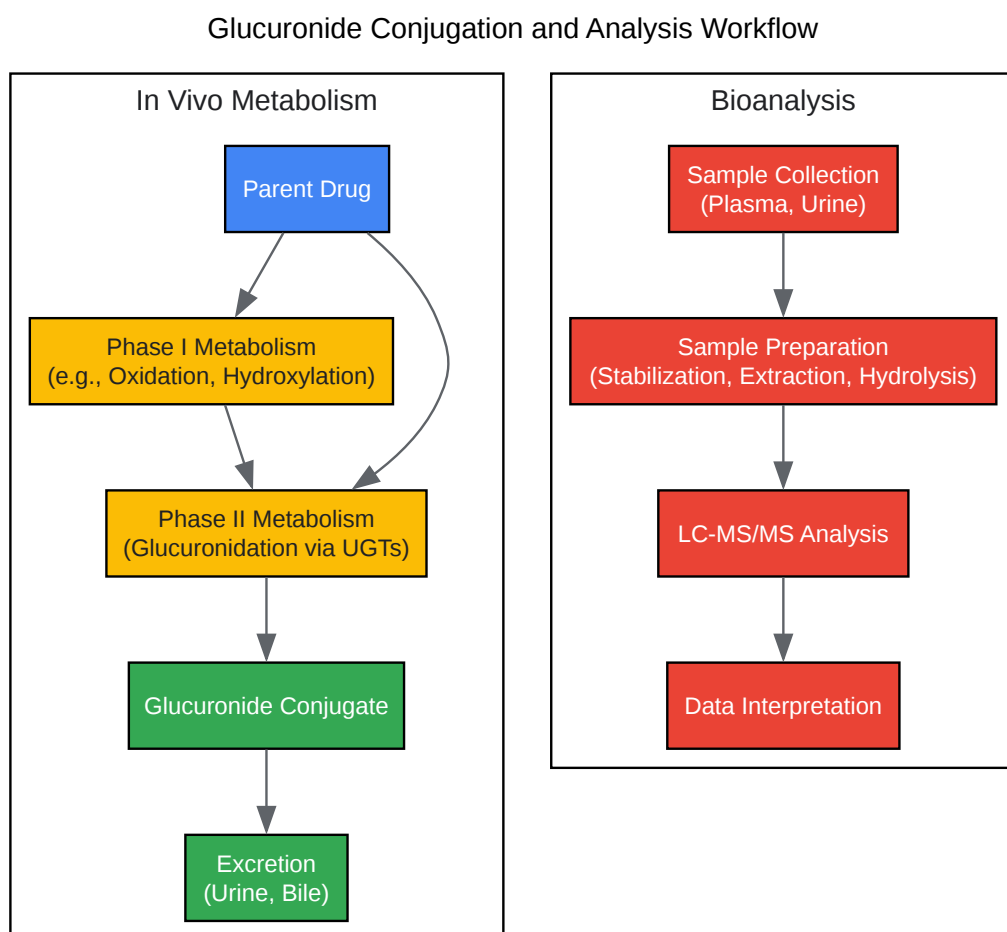 Glucuronide Conjugation and Analysis Workflow
In Vivo Metabolism
Parent Drug
Phase I Metabolism
(e.g., Oxidation, Hydroxylation)
Phase II Metabolism
(Glucuronidation via UGTs)
Glucuronide Conjugate
Excretion
(Urine, Bile)
Bioanalysis
Sample Collection
(Plasma, Urine)
Sample Preparation
(Stabilization, Extraction, Hydrolysis)
LC-MS/MS Analysis
Data Interpretation